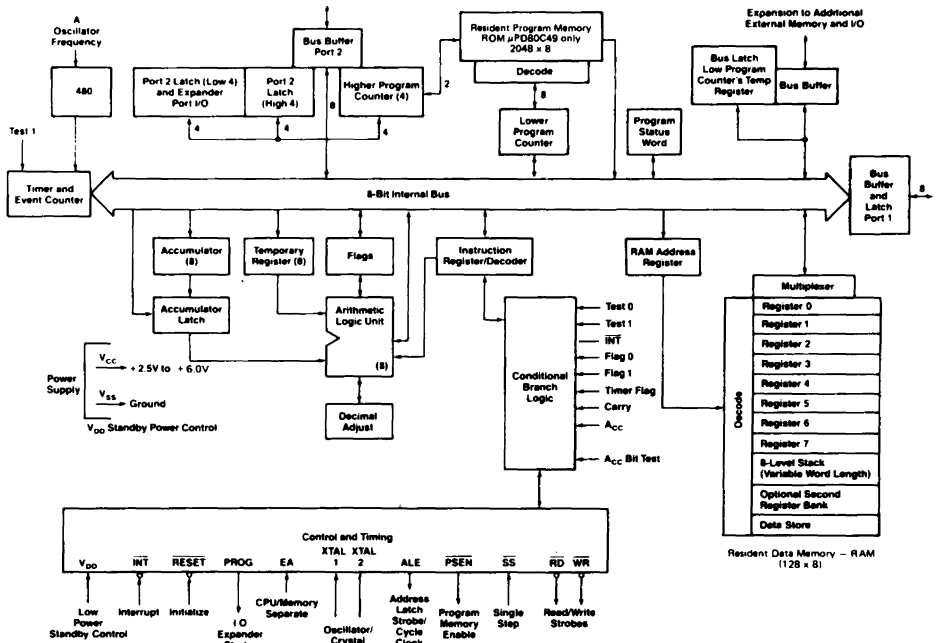 A
Oscillator
Frequency
480
Test 1
Timer and
Event Counter
Bus Buffer
Port 2
Port 2 Latch (Low 4)
and Expander
Port I/O
Port 2
Latch
(High 4)
Higher Program
Counter (4)
4
4
8
4
2
Resident Program Memory
ROM µPD80C49 only
2048 x 8
Decode
8
Lower
Program
Counter
Program
Status
Word
Expansion to Additional
External Memory and I/O
Bus Latch
Low Program
Counter's Temp
Register
Bus Buffer
8-Bit Internal Bus
Bus
Buffer
and
Latch
Port 1
8
Accumulator
(8)
Temporary
Register (8)
Flags
Instruction
Register/Decoder
RAM Address
Register
Accumulator
Latch
Arithmetic
Logic Unit
(8)
Decimal
Adjust
Power
Supply
VCC
+2.5V to +6.0V
VSS
Ground
VDD Standby Power Control
Conditional
Branch
Logic
Test 0
Test 1
INT
Flag 0
Flag 1
Timer Flag
Carry
ACC
ACC Bit Test
Multiplexer
Decode
Register 0
Register 1
Register 2
Register 3
Register 4
Register 5
Register 6
Register 7
8-Level Stack
(Variable Word Length)
Optional Second
Register Bank
Data Store
Resident Data Memory – RAM
(128 x 8)
Control and Timing
XTAL XTAL
VDD INT RESET PROG EA 1 2 ALE PSEN SS RD WR
Low
Power
Standby Control
Interrupt
Initialize
I O
Expander
CPU/Memory
Separate
Oscillator/
Crystal
Address
Latch
Strobe/
Cycle
Clock
Program
Memory
Enable
Single
Step
Read/Write
Strobes